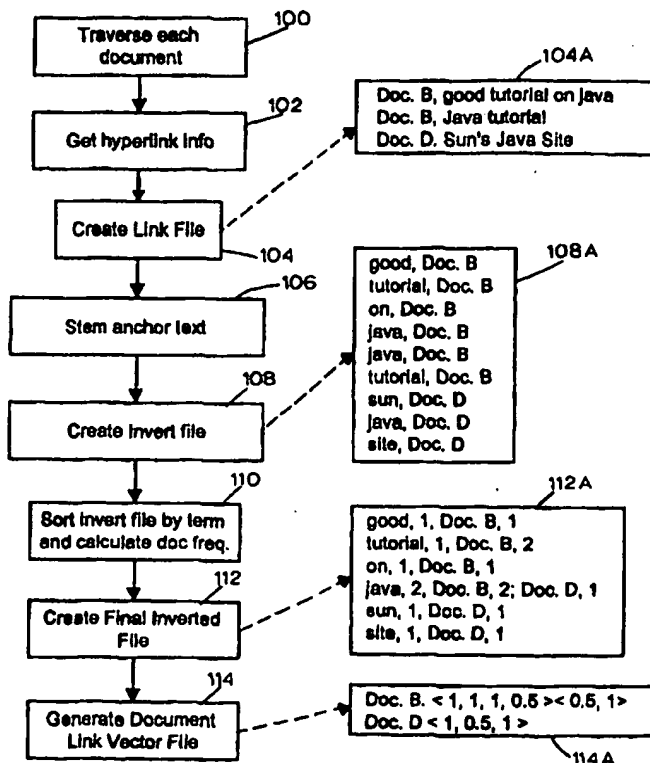 Traverse each
document
100
Get hyperlink info
102
Create Link File
104
104A
Doc. B, good tutorial on java
Doc. B, Java tutorial
Doc. D. Sun's Java Site
Stem anchor text
106
Create invert file
108
108A
good, Doc. B
tutorial, Doc. B
on, Doc. B
java, Doc. B
java, Doc. B
tutorial, Doc. B
sun, Doc. D
java, Doc. D
site, Doc. D
Sort invert file by term
and calculate doc freq.
110
Create Final Inverted
File
112
112A
good, 1, Doc. B, 1
tutorial, 1, Doc. B, 2
on, 1, Doc. B, 1
java, 2, Doc. B, 2; Doc. D, 1
sun, 1, Doc. D, 1
site, 1, Doc. D, 1
Generate Document
Link Vector File
114
Doc. B. < 1, 1, 1, 0.5 >< 0.5, 1>
Doc. D < 1, 0.5, 1 >
114A